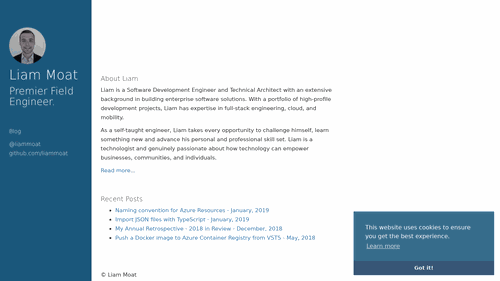 Liam Moat
Premier Field
Engineer.
Blog
@liammoat
github.com/liammoat
About Liam
Liam is a Software Development Engineer and Technical Architect with an extensive
background in building enterprise software solutions. With a portfolio of high-profile
development projects, Liam has expertise in full-stack engineering, cloud, and
mobility.
As a self-taught engineer, Liam takes every opportunity to challenge himself, learn
something new and advance his personal and professional skill set. Liam is a
technologist and genuinely passionate about how technology can empower
businesses, communities, and individuals.
Read more...
Recent Posts
Naming convention for Azure Resources - January, 2019
Import JSON files with TypeScript - January, 2019
My Annual Retrospective - 2018 in Review - December, 2018
Push a Docker image to Azure Container Registry from VSTS - May, 2018
© Liam Moat
This website uses cookies to ensure
you get the best experience.
Learn more
Got it!